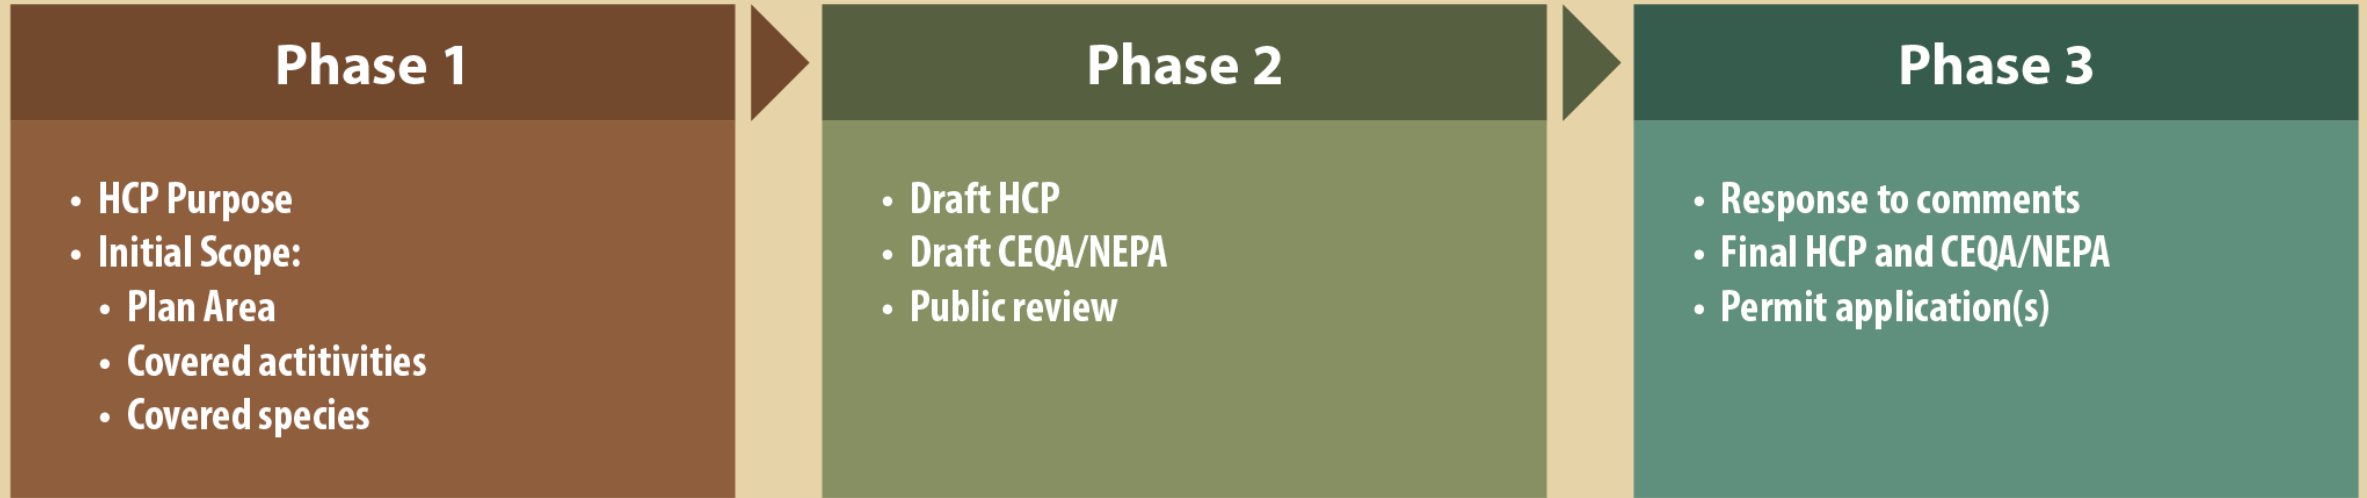 Phase 1
• HCP Purpose
• Initial Scope:
• Plan Area
• Covered actitivities
• Covered species
Phase 2
• Draft HCP
• Draft CEQA/NEPA
• Public review
Phase 3
• Response to comments
• Final HCP and CEQA/NEPA
• Permit application(s)